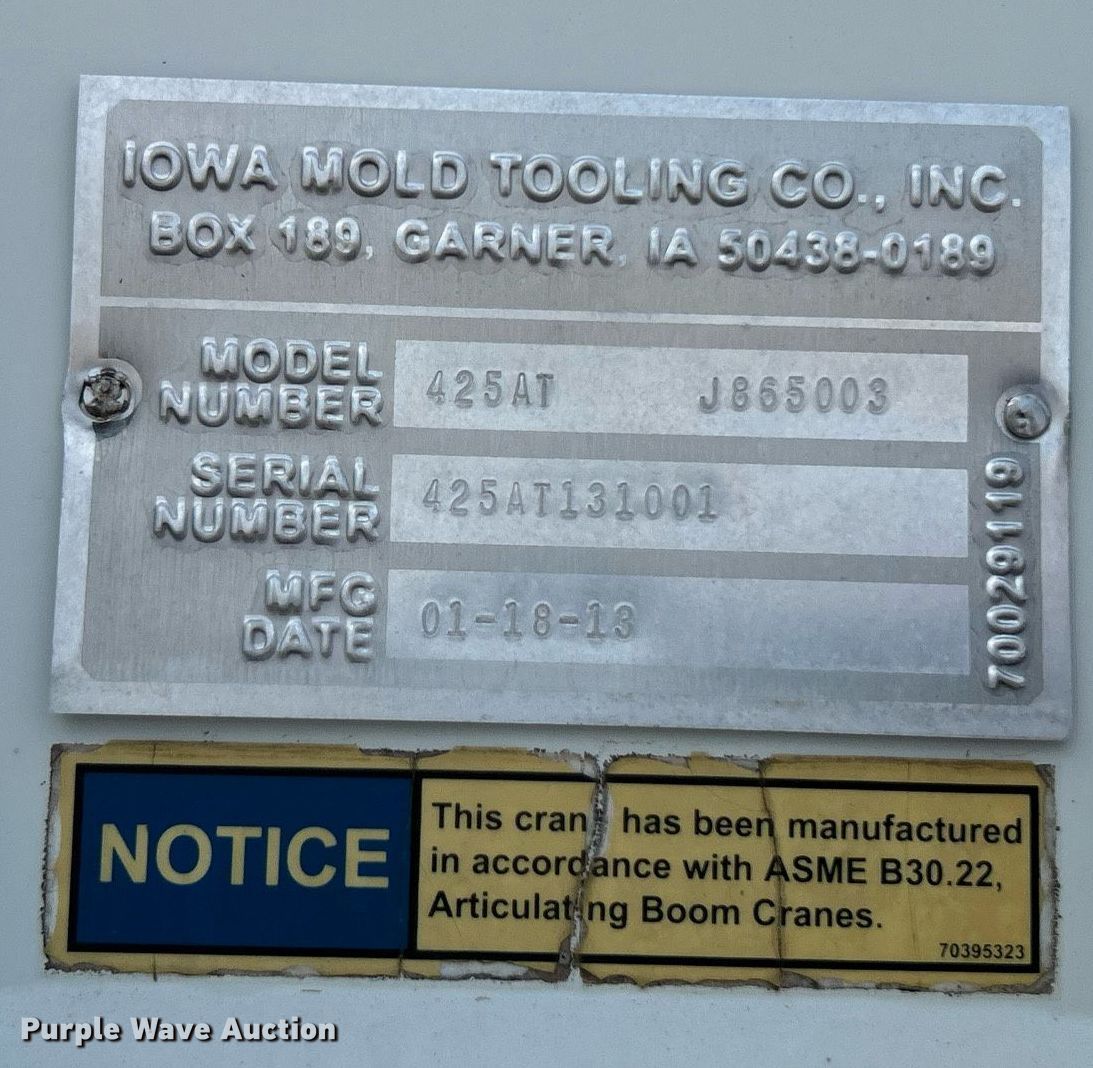 IOWA MOLD TOOLING CO., INC.
BOX 189, GARNER, IA 50438-0189
MODEL NUMBER 425AT J865003
SERIAL NUMBER 425AT131001
MFG DATE 01-18-13
70029119
NOTICE
This cran has been manufactured
in accordance with ASME B30.22,
Articulating Boom Cranes.
70395323
Purple Wave Auction